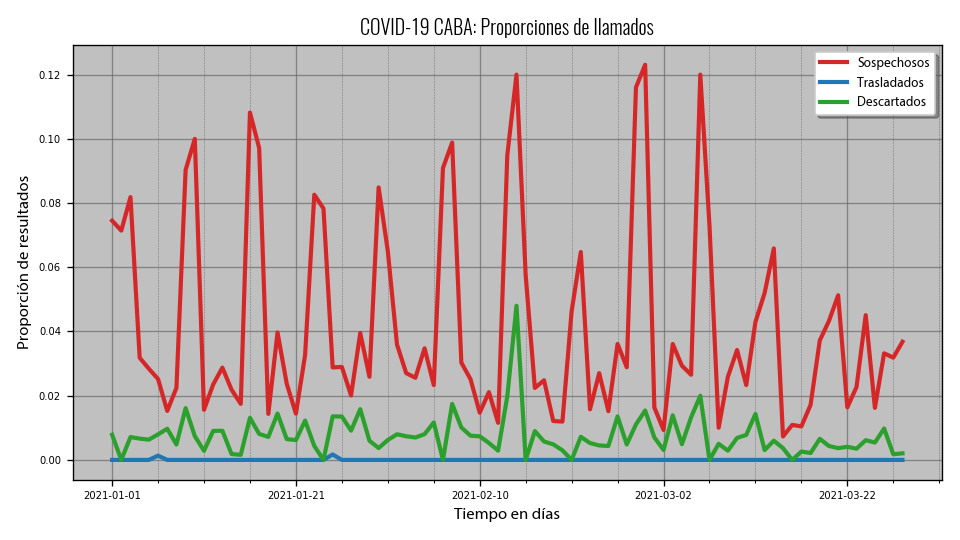 COVID-19 CABA: Proporciones de llamados
Sospechosos
Trasladados
Descartados
Proporción de resultados
0.12
0.10
0.08
0.06
0.04
0.02
0.00
2021-01-01
2021-01-21
2021-02-10
2021-03-02
2021-03-22
Tiempo en días